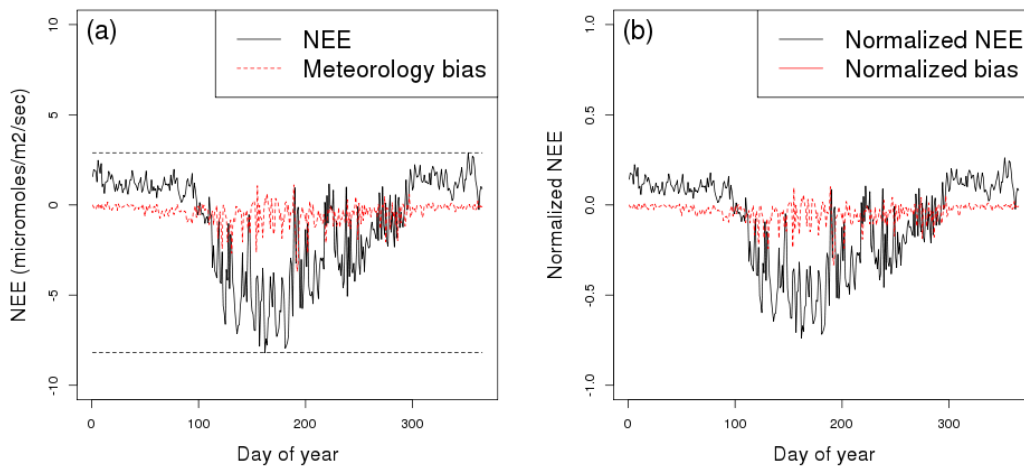 (a)
NEE
Meteorology bias
NEE (micromoles/m2/sec)
10
5
0
-5
-10
0 100 200 300
Day of year
(b)
Normalized NEE
Normalized bias
Normalized NEE
1.0
0.5
0.0
-0.5
-1.0
0 100 200 300
Day of year